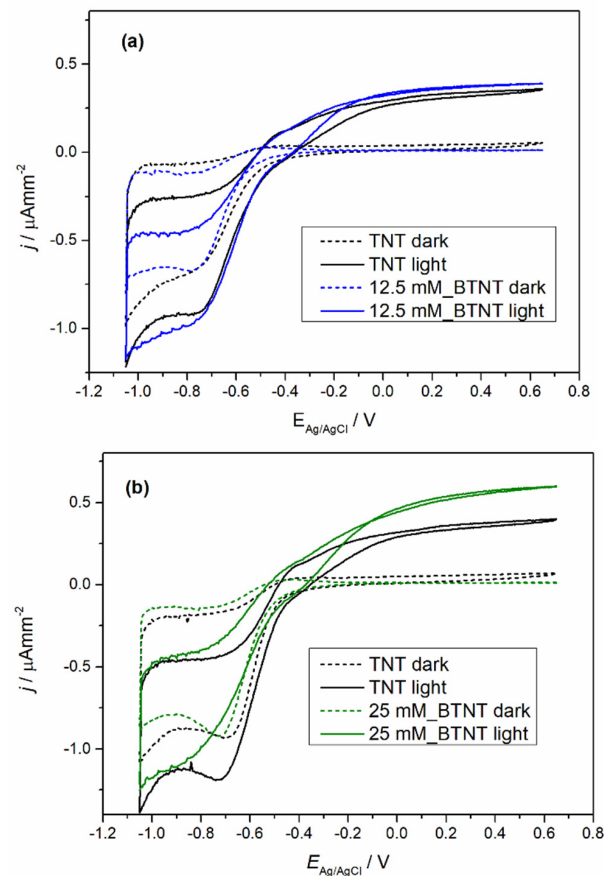 (a)
0.5
0.0
-0.5
-1.0
j / µAmm-2
TNT dark
TNT light
12.5 mM_BTNT dark
12.5 mM_BTNT light
-1.2 -1.0 -0.8 -0.6 -0.4 -0.2 0.0 0.2 0.4 0.6 0.8
E Ag/AgCl / V
(b)
0.5
0.0
-0.5
-1.0
j / µAmm-2
TNT dark
TNT light
25 mM_BTNT dark
25 mM_BTNT light
-1.2 -1.0 -0.8 -0.6 -0.4 -0.2 0.0 0.2 0.4 0.6 0.8
E Ag/AgCl / V